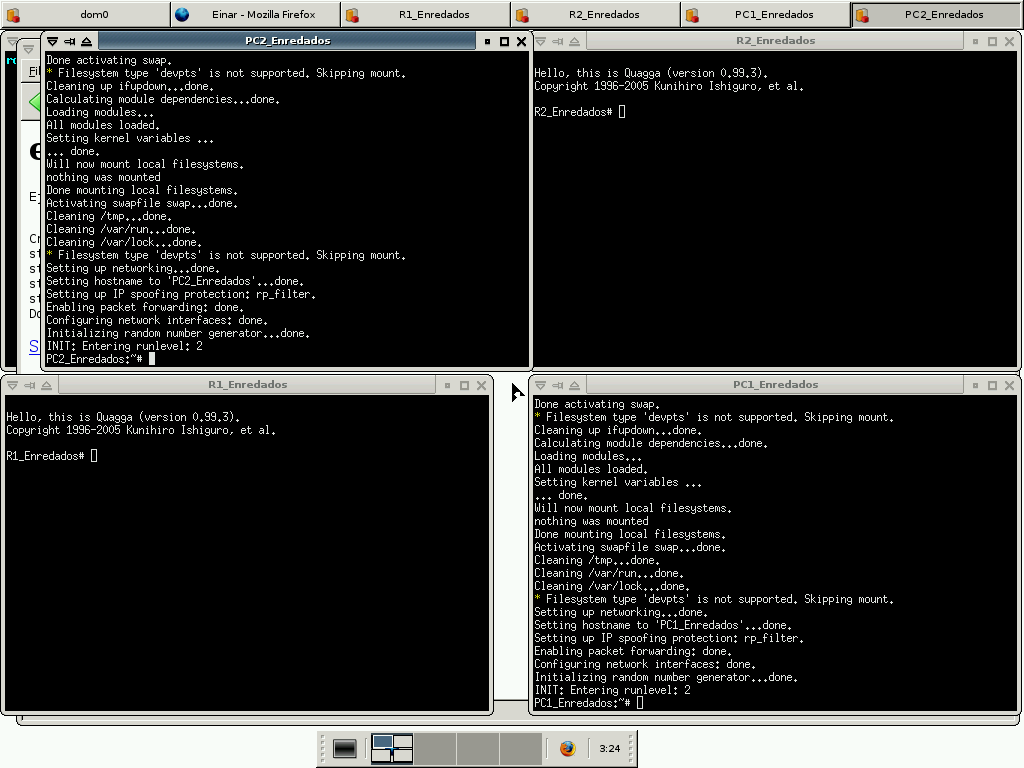 dom0
Einar - Mozilla Firefox
R1_Enredados
R2_Enredados
PC1_Enredados
PC2_Enredados
PC2_Enredados
Done activating swap.
* Filesystem type 'devpts' is not supported. Skipping mount.
Cleaning up ifupdown...done.
Calculating module dependencies...done.
Loading modules...
All modules loaded.
Setting kernel variables ...
... done.
Will now mount local filesystems.
nothing was mounted
Done mounting local filesystems.
Activating swapfile swap...done.
Cleaning /tmp...done.
Cleaning /var/run...done.
Cleaning /var/lock...done.
* Filesystem type 'devpts' is not supported. Skipping mount.
Setting up networking...done.
Setting hostname to 'PC2_Enredados'...done.
Setting up IP spoofing protection: rp_filter.
Enabling packet forwarding: done.
Configuring network interfaces: done.
Initializing random number generator...done.
INIT: Entering runlevel: 2
PC2_Enredados:~#
R2_Enredados
Hello, this is Quagga (version 0.99.3).
Copyright 1996-2005 Kunihiro Ishiguro, et al.
R2_Enredados#
R1_Enredados
Hello, this is Quagga (version 0.99.3).
Copyright 1996-2005 Kunihiro Ishiguro, et al.
R1_Enredados#
PC1_Enredados
Done activating swap.
* Filesystem type 'devpts' is not supported. Skipping mount.
Cleaning up ifupdown...done.
Calculating module dependencies...done.
Loading modules...
All modules loaded.
Setting kernel variables ...
... done.
Will now mount local filesystems.
nothing was mounted
Done mounting local filesystems.
Activating swapfile swap...done.
Cleaning /tmp...done.
Cleaning /var/run...done.
Cleaning /var/lock...done.
* Filesystem type 'devpts' is not supported. Skipping mount.
Setting up networking...done.
Setting hostname to 'PC1_Enredados'...done.
Setting up IP spoofing protection: rp_filter.
Enabling packet forwarding: done.
Configuring network interfaces: done.
Initializing random number generator...done.
INIT: Entering runlevel: 2
PC1_Enredados:~#
3:24